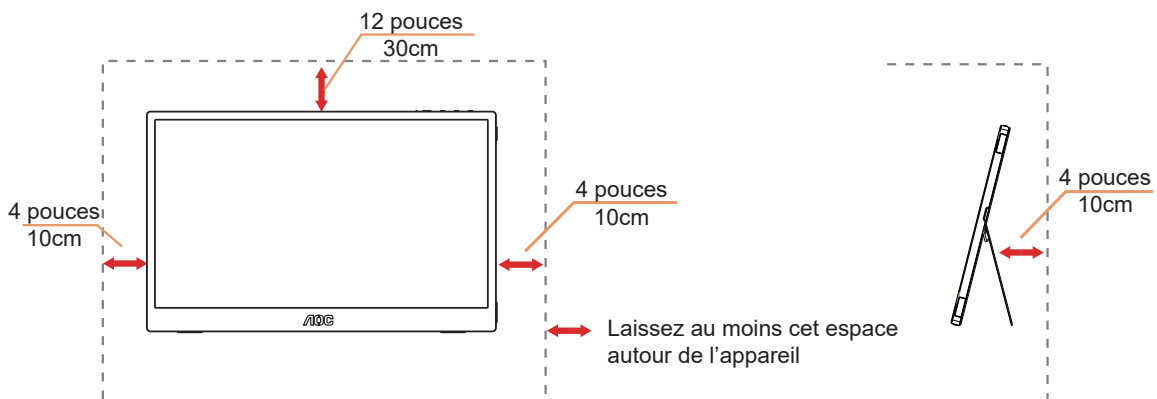 12 pouces
30cm
4 pouces
10cm
4 pouces
10cm
4 pouces
10cm
AOC
Laissez au moins cet espace
autour de l’appareil